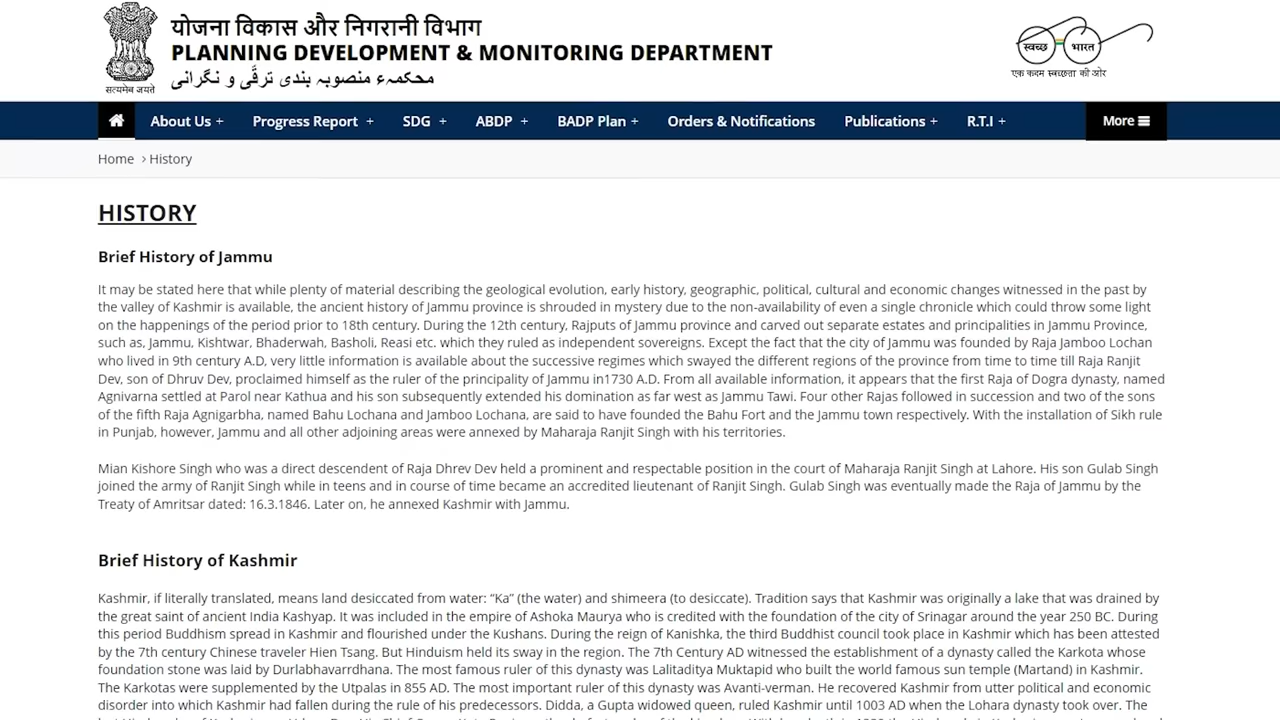 योजना विकास और निगरानी विभाग
PLANNING DEVELOPMENT & MONITORING DEPARTMENT
محکمہء منصوبہ بندی ترقّی و نگرانی
सत्यमेव जयते
स्वच्छ भारत
एक कदम स्वच्छता की ओर
About Us + Progress Report + SDG + ABDP + BADP Plan + Orders & Notifications Publications + R.T.I + More
Home > History
HISTORY
Brief History of Jammu
It may be stated here that while plenty of material describing the geological evolution, early history, geographic, political, cultural and economic changes witnessed in the past by
the valley of Kashmir is available, the ancient history of Jammu province is shrouded in mystery due to the non-availability of even a single chronicle which could throw some light
on the happenings of the period prior to 18th century. During the 12th century, Rajputs of Jammu province and carved out separate estates and principalities in Jammu Province,
such as, Jammu, Kishtwar, Bhaderwah, Basholi, Reasi etc. which they ruled as independent sovereigns. Except the fact that the city of Jammu was founded by Raja Jamboo Lochan
who lived in 9th century A.D, very little information is available about the successive regimes which swayed the different regions of the province from time to time till Raja Ranjit
Dev, son of Dhruv Dev, proclaimed himself as the ruler of the principality of Jammu in1730 A.D. From all available information, it appears that the first Raja of Dogra dynasty, named
Agnivarna settled at Parol near Kathua and his son subsequently extended his domination as far west as Jammu Tawi. Four other Rajas followed in succession and two of the sons
of the fifth Raja Agnigarbha, named Bahu Lochana and Jamboo Lochana, are said to have founded the Bahu Fort and the Jammu town respectively. With the installation of Sikh rule
in Punjab, however, Jammu and all other adjoining areas were annexed by Maharaja Ranjit Singh with his territories.
Mian Kishore Singh who was a direct descendent of Raja Dhrev Dev held a prominent and respectable position in the court of Maharaja Ranjit Singh at Lahore. His son Gulab Singh
joined the army of Ranjit Singh while in teens and in course of time became an accredited lieutenant of Ranjit Singh. Gulab Singh was eventually made the Raja of Jammu by the
Treaty of Amritsar dated: 16.3.1846. Later on, he annexed Kashmir with Jammu.
Brief History of Kashmir
Kashmir, if literally translated, means land desiccated from water: “Ka” (the water) and shimeera (to desiccate). Tradition says that Kashmir was originally a lake that was drained by
the great saint of ancient India Kashyap. It was included in the empire of Ashoka Maurya who is credited with the foundation of the city of Srinagar around the year 250 BC. During
this period Buddhism spread in Kashmir and flourished under the Kushans. During the reign of Kanishka, the third Buddhist council took place in Kashmir which has been attested
by the 7th century Chinese traveler Hien Tsang. But Hinduism held its sway in the region. The 7th Century AD witnessed the establishment of a dynasty called the Karkota whose
foundation stone was laid by Durlabhavarrdhana. The most famous ruler of this dynasty was Lalitaditya Muktapid who built the world famous sun temple (Martand) in Kashmir.
The Karkotas were supplemented by the Utpalas in 855 AD. The most important ruler of this dynasty was Avanti-verman. He recovered Kashmir from utter political and economic
disorder into which Kashmir had fallen during the rule of his predecessors. Didda, a Gupta widowed queen, ruled Kashmir until 1003 AD when the Lohara dynasty took over. The